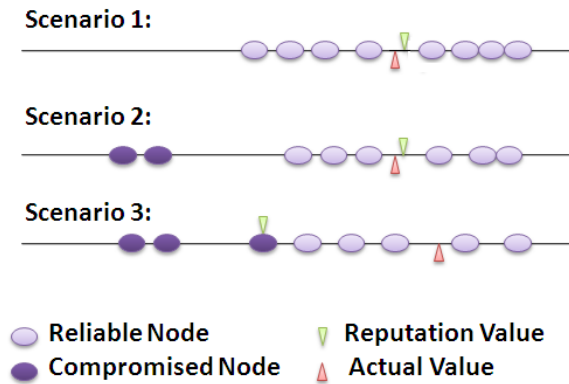 Scenario 1:
Scenario 2:
Scenario 3:
Reliable Node
Reputation Value
Compromised Node
Actual Value